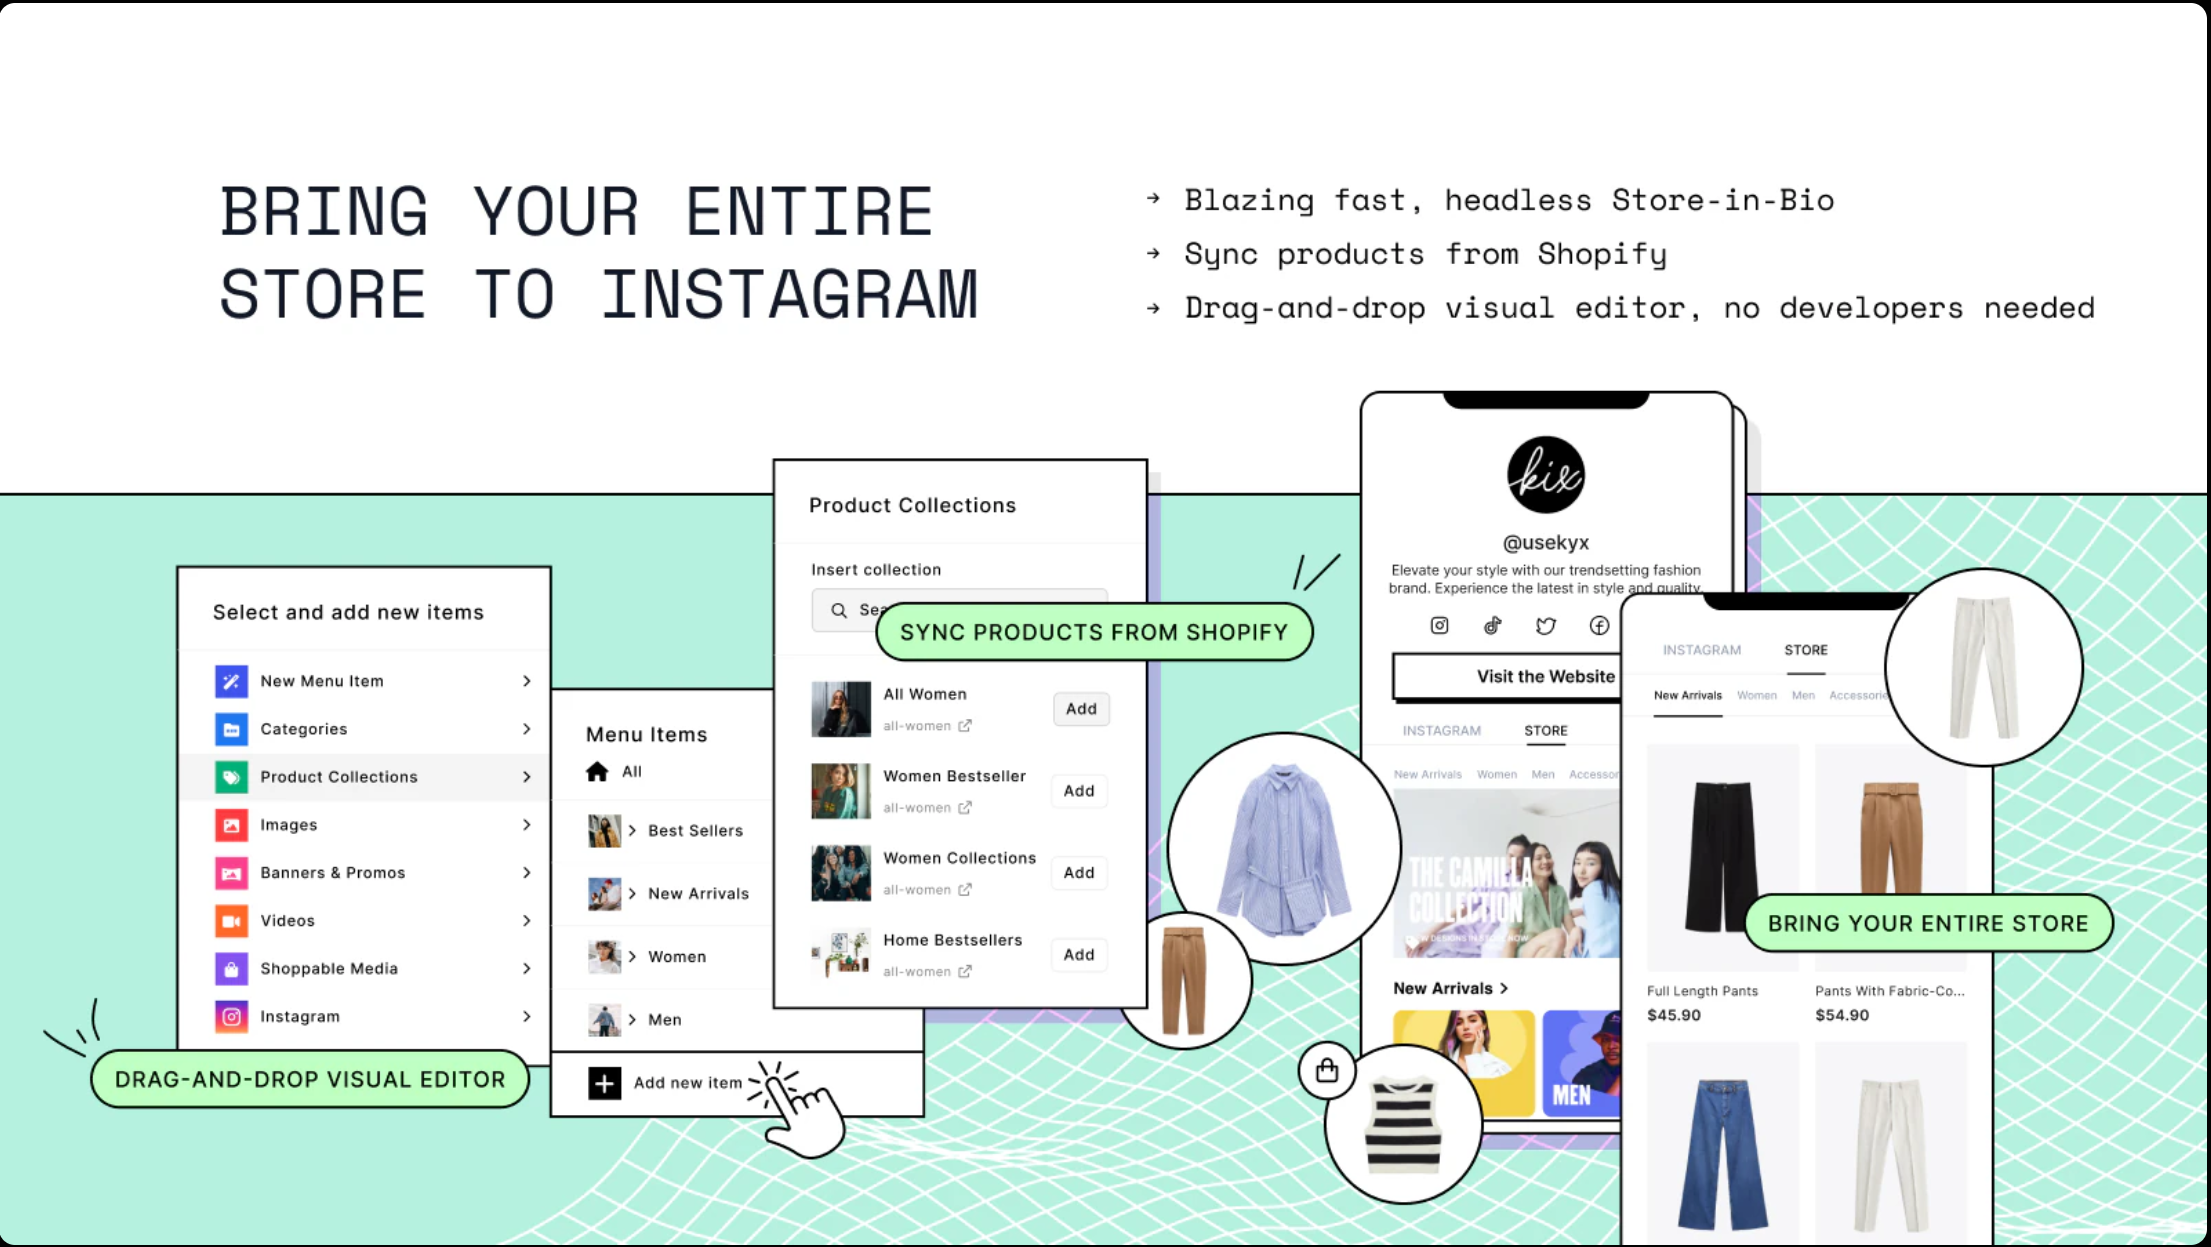 BRING YOUR ENTIRE
STORE TO INSTAGRAM
→ Blazing fast, headless Store-in-Bio
→ Sync products from Shopify
→ Drag-and-drop visual editor, no developers needed
Select and add new items
New Menu Item
Categories
Product Collections
Images
Banners & Promos
Videos
Shoppable Media
Instagram
DRAG-AND-DROP VISUAL EDITOR
Menu Items
All
Best Sellers
New Arrivals
Women
Men
Add new item
Product Collections
Insert collection
SYNC PRODUCTS FROM SHOPIFY
All Women
all-women
Add
Women Bestseller
all-women
Add
Women Collections
all-women
Add
Home Bestsellers
all-women
Add
kix
@usekyx
Elevate your style with our trendsetting fashion
brand. Experience the latest in style and quality.
Visit the Website
INSTAGRAM STORE
New Arrivals Women Men
THE CAMILLA
COLLECTION
DESIGNS IN STORE NOW
New Arrivals >
MEN
INSTAGRAM STORE
New Arrivals Women Men
BRING YOUR ENTIRE STORE
Full Length Pants
$45.90
Pants With Fabric-Co...
$54.90